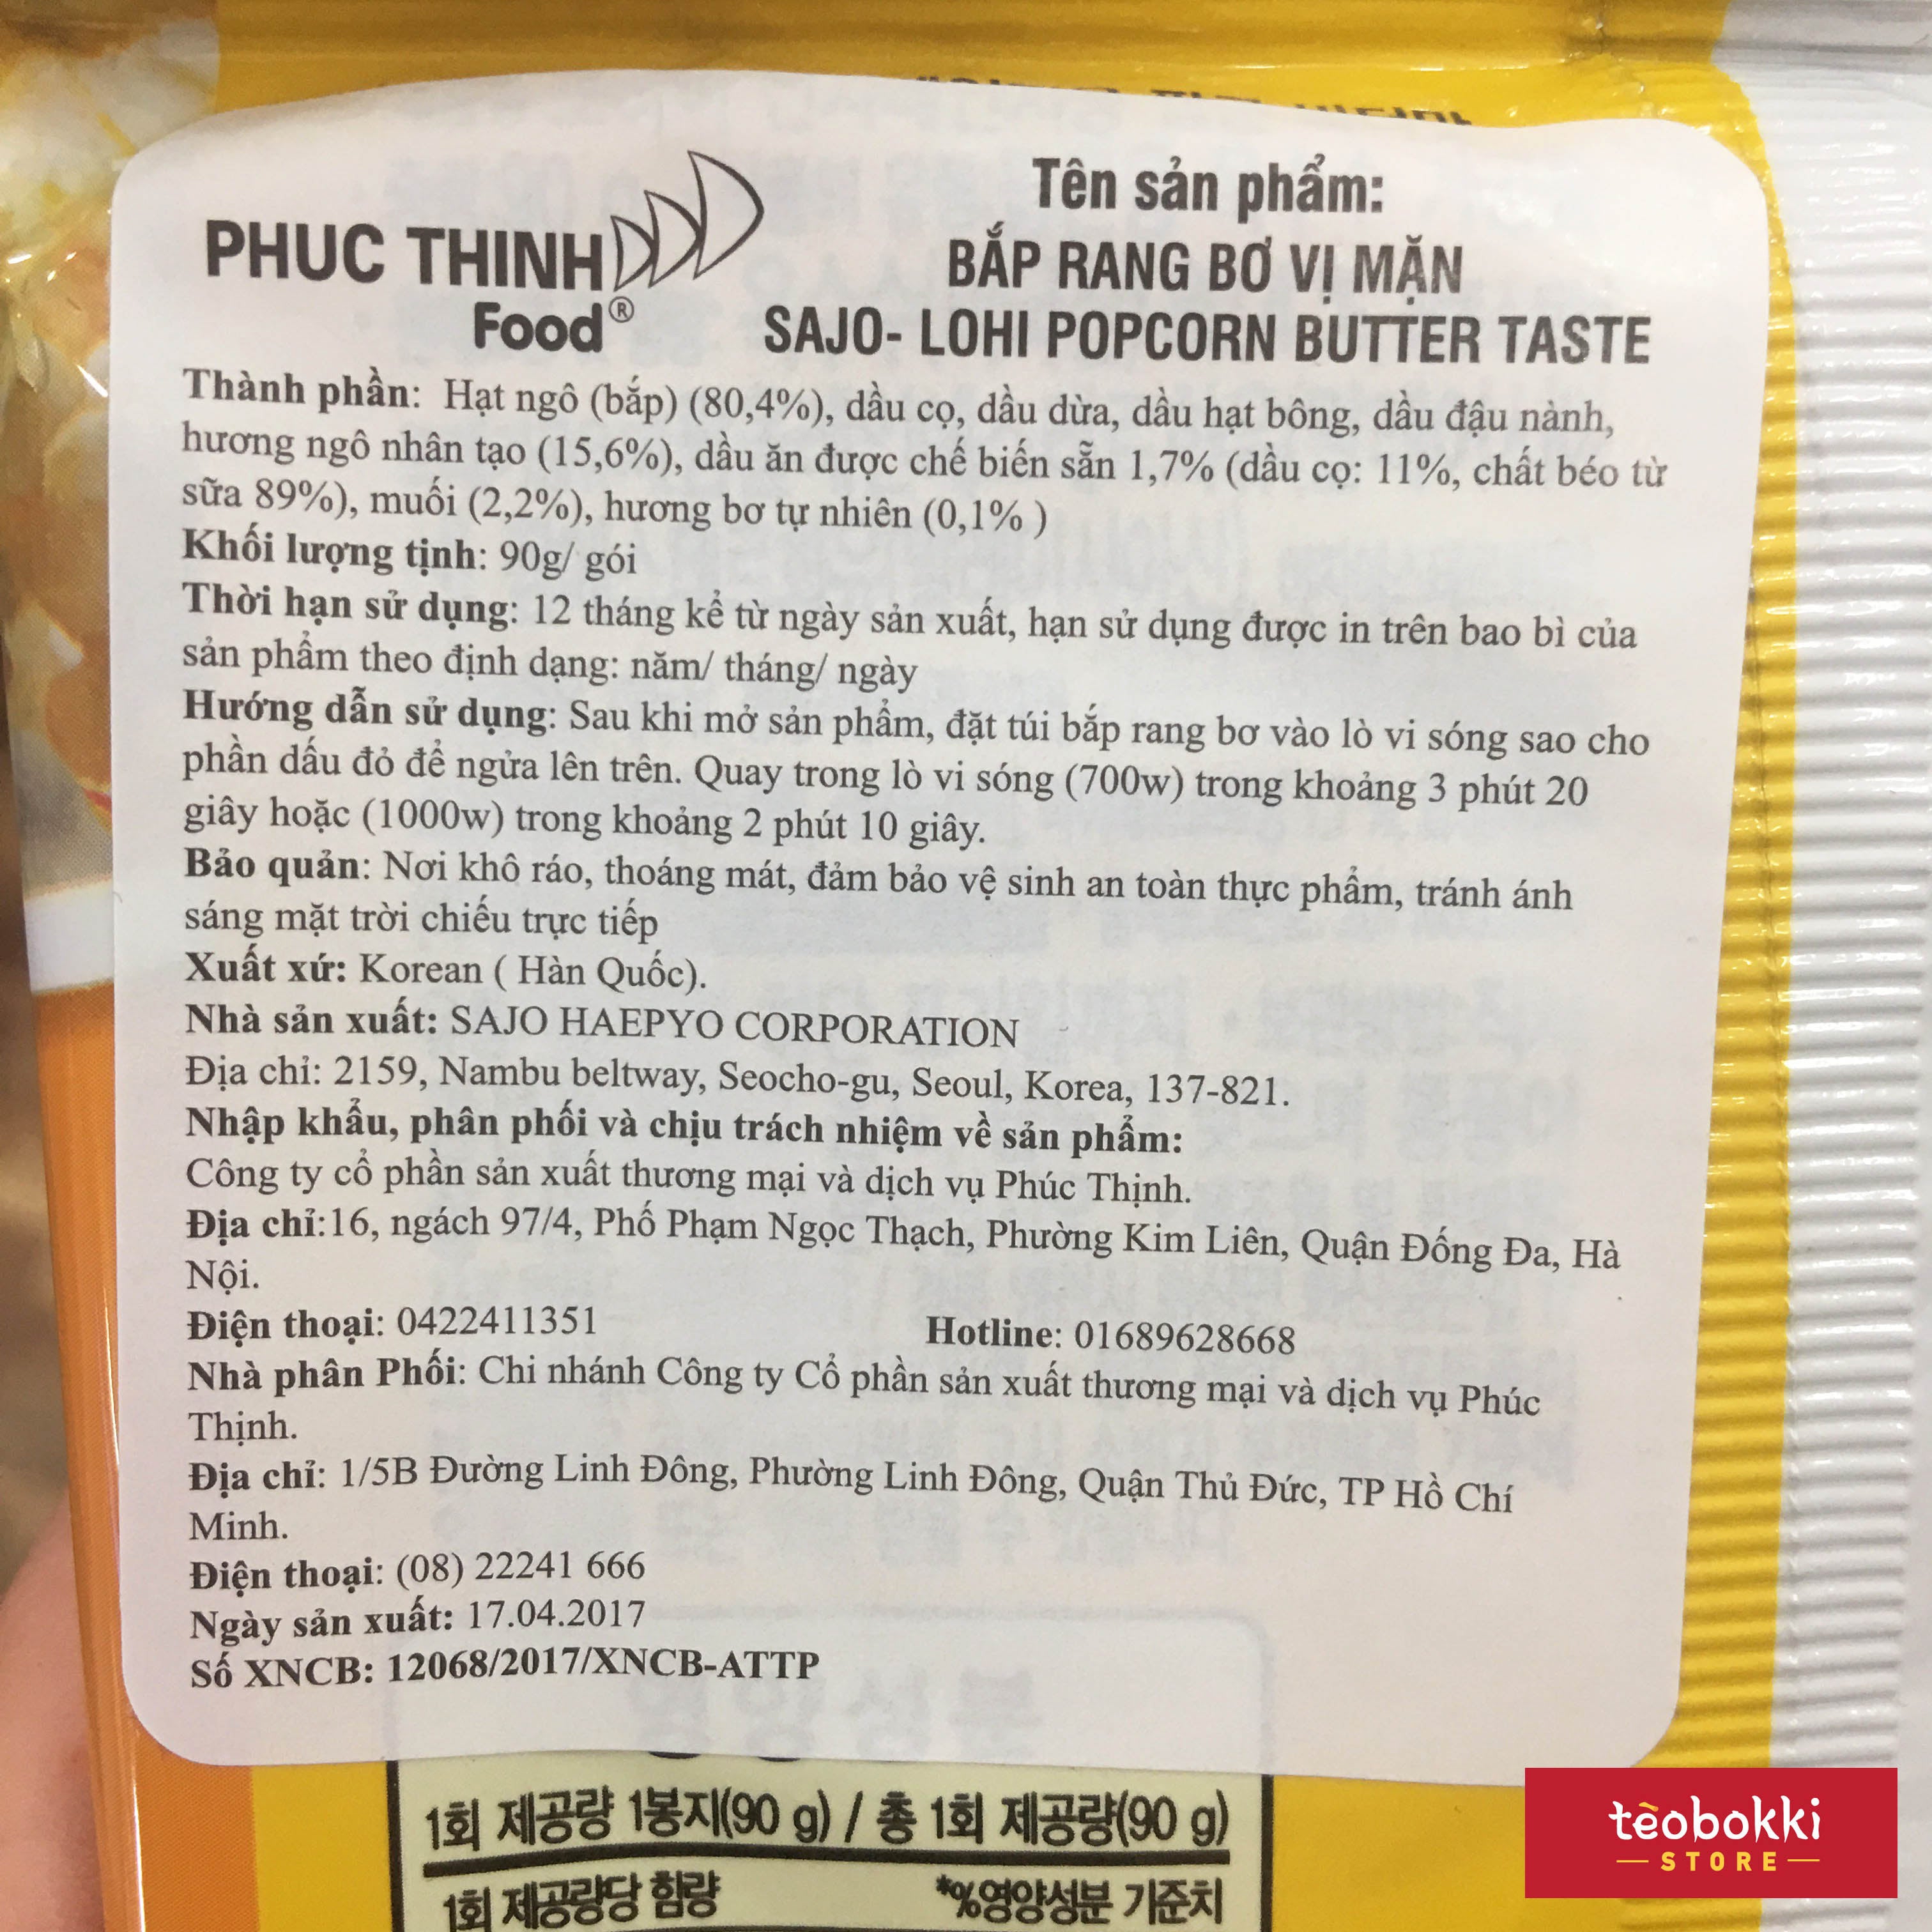 PHUC THINH
Food®
Tên sản phẩm:
BẮP RANG BƠ VỊ MẶN
SAJO- LOHI POPCORN BUTTER TASTE
Thành phần: Hạt ngô (bắp) (80,4%), dầu cọ, dầu dừa, dầu hạt bông, dầu đậu nành,
hương ngô nhân tạo (15,6%), dầu ăn được chế biến sẵn 1,7% (dầu cọ: 11%, chất béo từ
sữa 89%), muối (2,2%), hương bơ tự nhiên (0,1% )
Khối lượng tịnh: 90g/ gói
Thời hạn sử dụng: 12 tháng kể từ ngày sản xuất, hạn sử dụng được in trên bao bì của
sản phẩm theo định dạng: năm/ tháng/ ngày
Hướng dẫn sử dụng: Sau khi mở sản phẩm, đặt túi bắp rang bơ vào lò vi sóng sao cho
phần dấu đỏ để ngửa lên trên. Quay trong lò vi sóng (700w) trong khoảng 3 phút 20
giây hoặc (1000w) trong khoảng 2 phút 10 giây.
Bảo quản: Nơi khô ráo, thoáng mát, đảm bảo vệ sinh an toàn thực phẩm, tránh ánh
sáng mặt trời chiếu trực tiếp
Xuất xứ: Korean ( Hàn Quốc).
Nhà sản xuất: SAJO HAEPYO CORPORATION
Địa chỉ: 2159, Nambu beltway, Seocho-gu, Seoul, Korea, 137-821.
Nhập khẩu, phân phối và chịu trách nhiệm về sản phẩm:
Công ty cổ phần sản xuất thương mại và dịch vụ Phúc Thịnh.
Địa chỉ:16, ngách 97/4, Phố Phạm Ngọc Thạch, Phường Kim Liên, Quận Đống Đa, Hà
Nội.
Điện thoại: 0422411351 Hotline: 01689628668
Nhà phân Phối: Chi nhánh Công ty Cổ phần sản xuất thương mại và dịch vụ Phúc
Thịnh.
Địa chỉ: 1/5B Đường Linh Đông, Phường Linh Đông, Quận Thủ Đức, TP Hồ Chí
Minh.
Điện thoại: (08) 22241 666
Ngày sản xuất: 17.04.2017
Số XNCB: 12068/2017/XNCB-ATTP
1회 제공량 1봉지(90 g) / 총 1회 제공량(90 g)
1회 제공량당 함량 *%영양성분 기준치
tèobokki
STORE